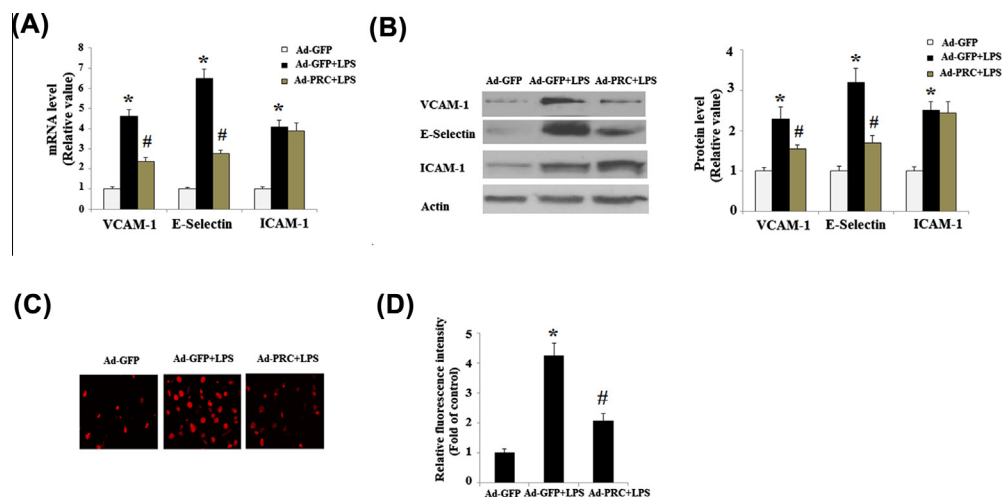 (A)
mRNA level
(Relative value)
8
7
6
5
4
3
2
1
0
*
#
*
#
*
VCAM-1 E-Selectin ICAM-1
Ad-GFP
Ad-GFP+LPS
Ad-PRC+LPS
(B)
Ad-GFP Ad-GFP+LPS Ad-PRC+LPS
VCAM-1
E-Selectin
ICAM-1
Actin
Protein level
(Relative value)
4
3
2
1
0
*
#
*
#
*
VCAM-1 E-Selectin ICAM-1
Ad-GFP
Ad-GFP+LPS
Ad-PRC+LPS
(C)
Ad-GFP Ad-GFP+LPS Ad-PRC+LPS
(D)
Relative fluorescence intensity
(Fold of control)
5
4
3
2
1
0
*
#
Ad-GFP Ad-GFP+LPS Ad-PRC+LPS